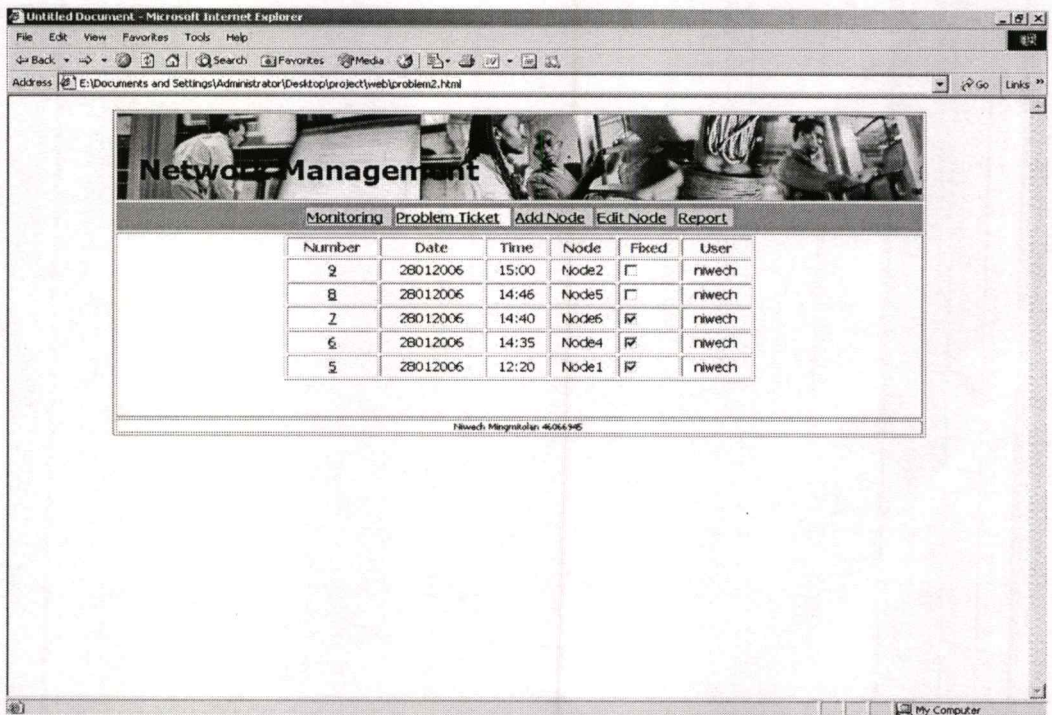 Untitled Document - Microsoft Internet Explorer
File Edit View Favorites Tools Help
Back Search Favorites Media
Address E:\Documents and Settings\Administrator\Desktop\project\web\problem2.html Go Links »
Network Management
Monitoring Problem Ticket Add Node Edit Node Report
Number Date Time Node Fixed User
9 28012006 15:00 Node2 niwech
8 28012006 14:46 Node5 niwech
7 28012006 14:40 Node6 niwech
6 28012006 14:35 Node4 niwech
5 28012006 12:20 Node1 niwech
Niwech 46066945
My Computer